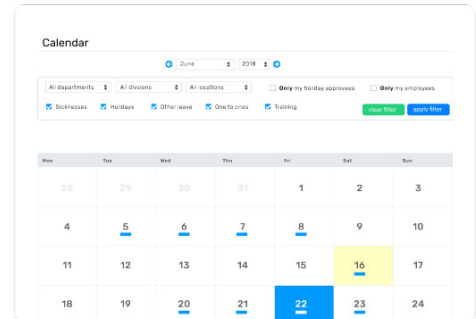 Calendar
June 2018
All departments All divisions All locations Only my holiday approvees Only my employees
Sicknesses Holidays Other leave One to ones Training clear filter apply filter
Mon Tue Wed Thu Fri Sat Sun
28 29 30 31 1 2 3
4 5 6 7 8 9 10
11 12 13 14 15 16 17
18 19 20 21 22 23 24